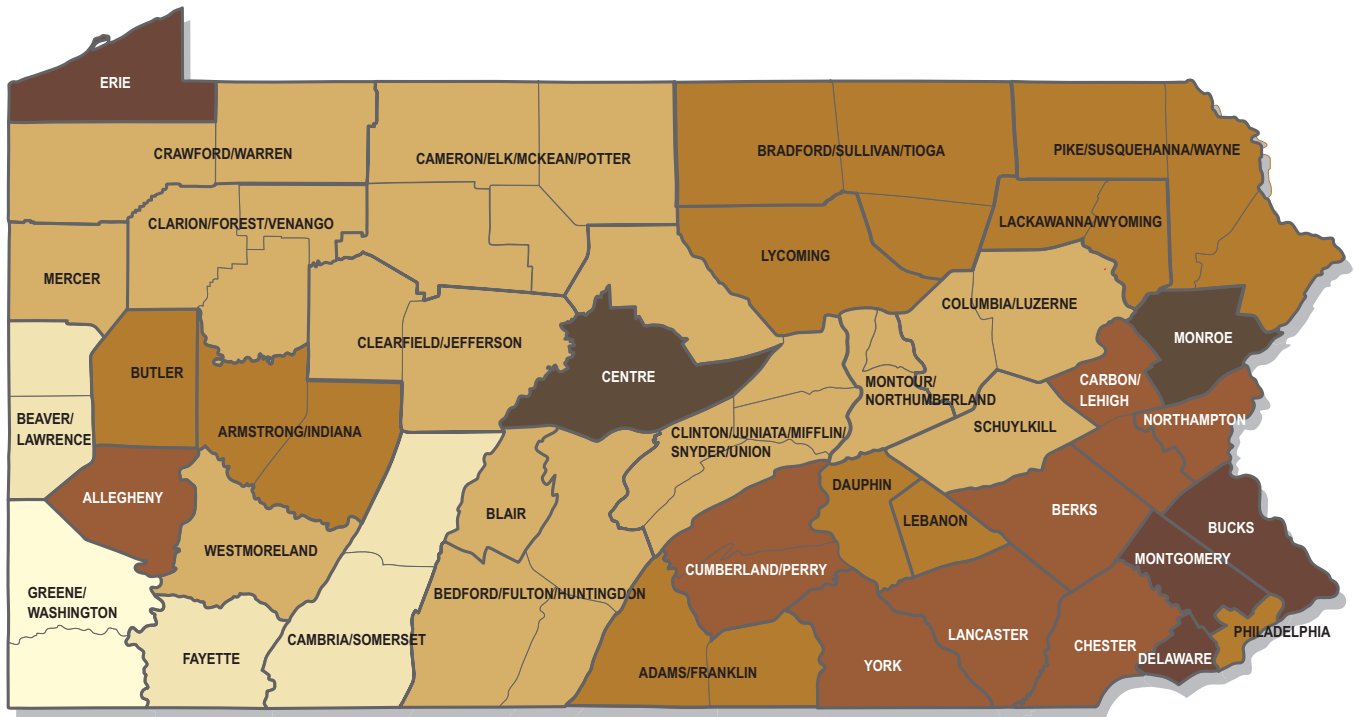 ERIE
CRAWFORD/WARREN
CAMERON/ELK/MCKEAN/POTTER
BRADFORD/SULLIVAN/TIOGA
PIKE/SUSQUEHANNA/WAYNE
CLARION/FOREST/VENANGO
LACKAWANNA/WYOMING
LYCOMING
MERCER
COLUMBIA/LUZERNE
CLEARFIELD/JEFFERSON
MONROE
BUTLER
CENTRE
MONTOUR/
NORTHUMBERLAND
CARBON/
LEHIGH
BEAVER/
LAWRENCE
ARMSTRONG/INDIANA
CLINTON/JUNIATA/MIFFLIN/
SNYDER/UNION
SCHUYLKILL
NORTHAMPTON
ALLEGHENY
DAUPHIN
BLAIR
LEBANON
BERKS
BUCKS
WESTMORELAND
MONTGOMERY
CUMBERLAND/PERRY
GREENE/
WASHINGTON
BEDFORD/FULTON/HUNTINGDON
CAMBRIA/SOMERSET
LANCASTER
PHILADELPHIA
FAYETTE
CHESTER
DELAWARE
YORK
ADAMS/FRANKLIN